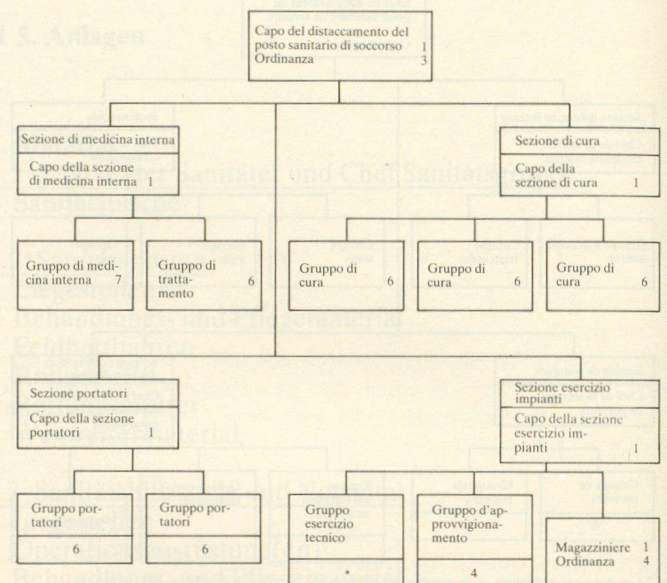 Capo del distaccamento del
posto sanitario di soccorso 1
Ordinanza 3
Sezione di medicina interna
Capo della sezione
di medicina interna 1
Sezione di cura
Capo della
sezione di cura 1
Gruppo di medi-
cina interna 7
Gruppo di
tratta-
mento 6
Gruppo di
cura 6
Gruppo di
cura 6
Gruppo di
cura 6
Sezione portatori
Capo della sezione
portatori 1
Sezione esercizio
impianti
Capo della sezione
esercizio im-
pianti 1
Gruppo por-
tatori
6
Gruppo por-
tatori
6
Gruppo
esercizio
tecnico
*
Gruppo d'ap-
provvigiona-
mento
4
Magazziniere 1
Ordinanza 4